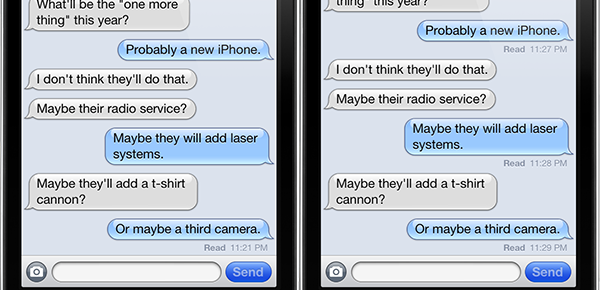 What'll be the "one more
thing" this year?
Probably a new iPhone.
I don't think they'll do that.
Maybe their radio service?
Maybe they will add laser
systems.
Maybe they'll add a t-shirt
cannon?
Or maybe a third camera.
Read 11:21 PM
Send
thing" this year?
Probably a new iPhone.
Read 11:27 PM
I don't think they'll do that.
Maybe their radio service?
Maybe they will add laser
systems.
Read 11:28 PM
Maybe they'll add a t-shirt
cannon?
Or maybe a third camera.
Read 11:29 PM
Send